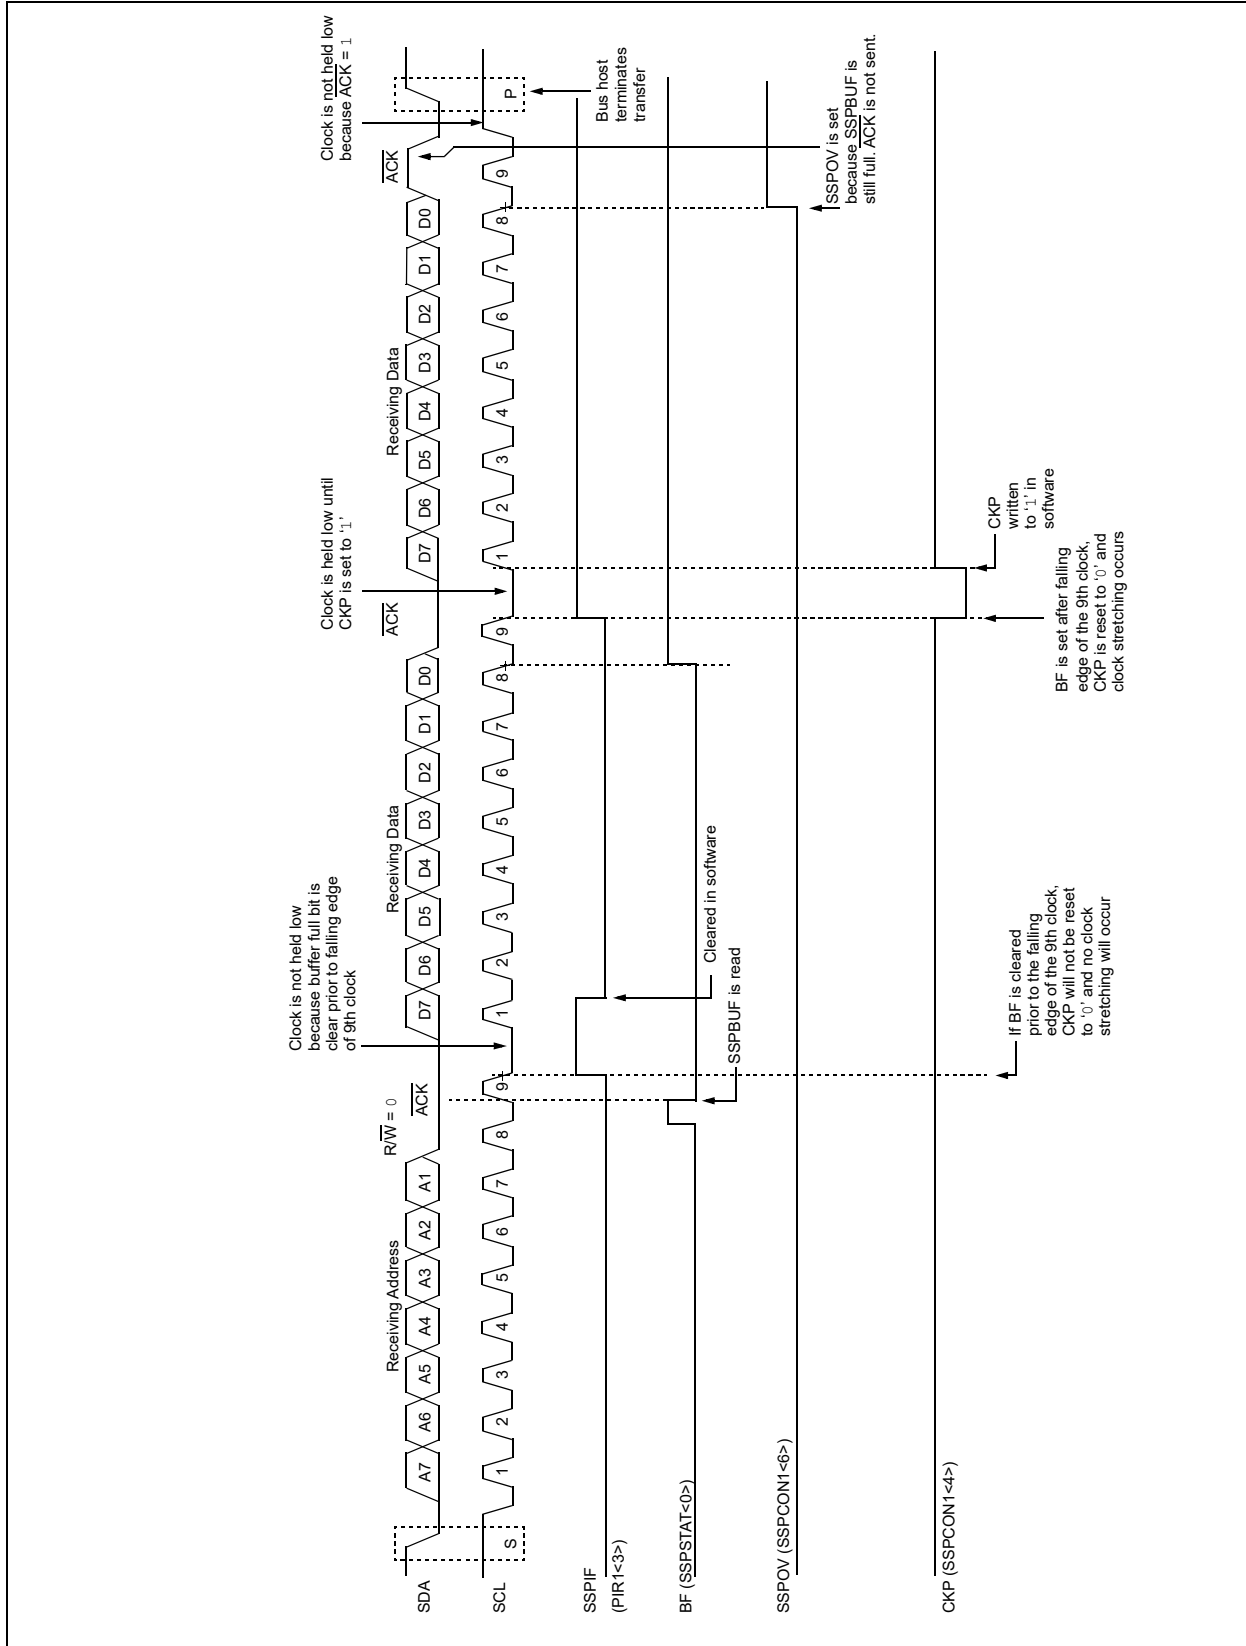 Clock is not held low
because buffer full bit is
clear prior to falling edge
of 9th clock
Clock is held low until
CKP is set to ‘1’
Clock is not held low
because ACK = 1
Receiving Address
R/W = 0
ACK
Receiving Data
ACK
Receiving Data
ACK
SDA
A7
A6
A5
A4
A3
A2
A1
D7
D6
D5
D4
D3
D2
D1
D0
D7
D6
D5
D4
D3
D2
D1
D0
SCL
S
1
2
3
4
5
6
7
8
9
1
2
3
4
5
6
7
8
9
1
2
3
4
5
6
7
8
9
P
SSPIF
(PIR1<3>)
Cleared in software
Bus host
terminates
transfer
BF (SSPSTAT<0>)
SSPBUF is read
SSPOV (SSPCON1<6>)
SSPOV is set
because SSPBUF is
still full. ACK is not sent.
CKP (SSPCON1<4>)
If BF is cleared
prior to the falling
edge of the 9th clock,
CKP will not be reset
to ‘0’ and no clock
stretching will occur
CKP
written
to ‘1’ in
software
BF is set after falling
edge of the 9th clock,
CKP is reset to ‘0’ and
clock stretching occurs